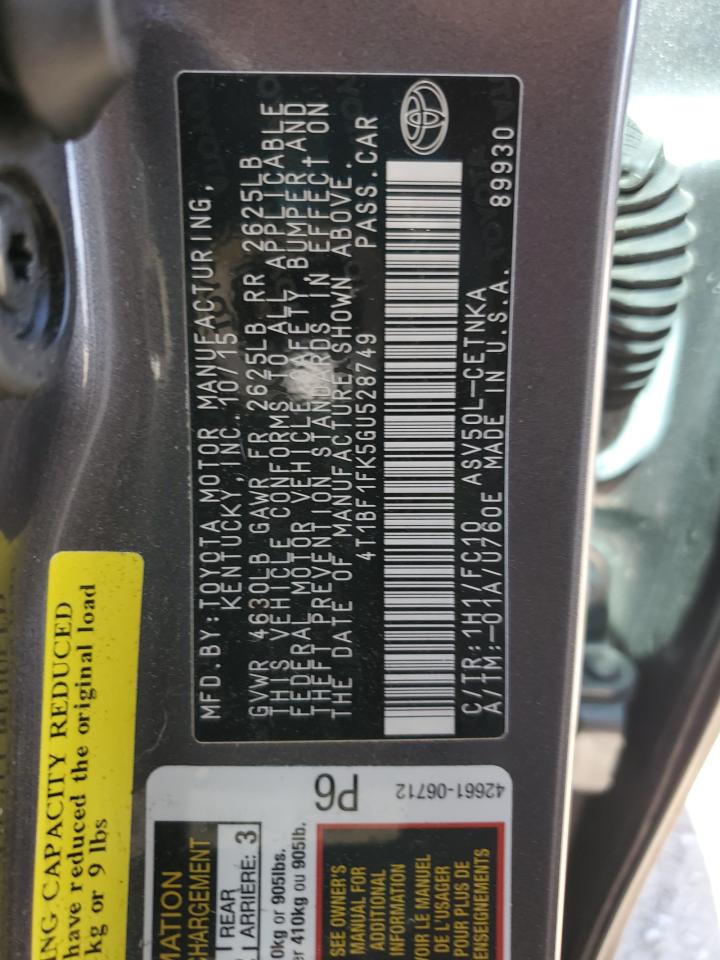 MFD.BY:TOYOTA MOTOR MANUFACTURING,
KENTUCKY, INC. 10/15
GVWR 4630LB GAWR FR 2625LB RR 2625LB
THIS VEHICLE CONFORMS TO ALL APPLICABLE
FEDERAL MOTOR VEHICLE SAFETY, BUMPER, AND
THEFT PREVENTION STANDARDS IN EFFECT ON
THE DATE OF MANUFACTURE SHOWN ABOVE.
4T1BF1FK5GU528749 PASS.CAR
C/TR:1H1/FC10 ASV50L-CETNKA
A/TM:-01A/U760E MADE IN U.S.A. 89930
ING CAPACITY REDUCED
have reduced the original load
kg or 9 lbs
P6
42661-06712
MATION
CHARGEMENT
REAR
ARRIÈRE: 3
0kg or 905lbs.
410kg ou 905lb.
SEE OWNER'S
MANUAL FOR
ADDITIONAL
INFORMATION
VOIR LE MANUEL
DE L'USAGER
POUR PLUS DE